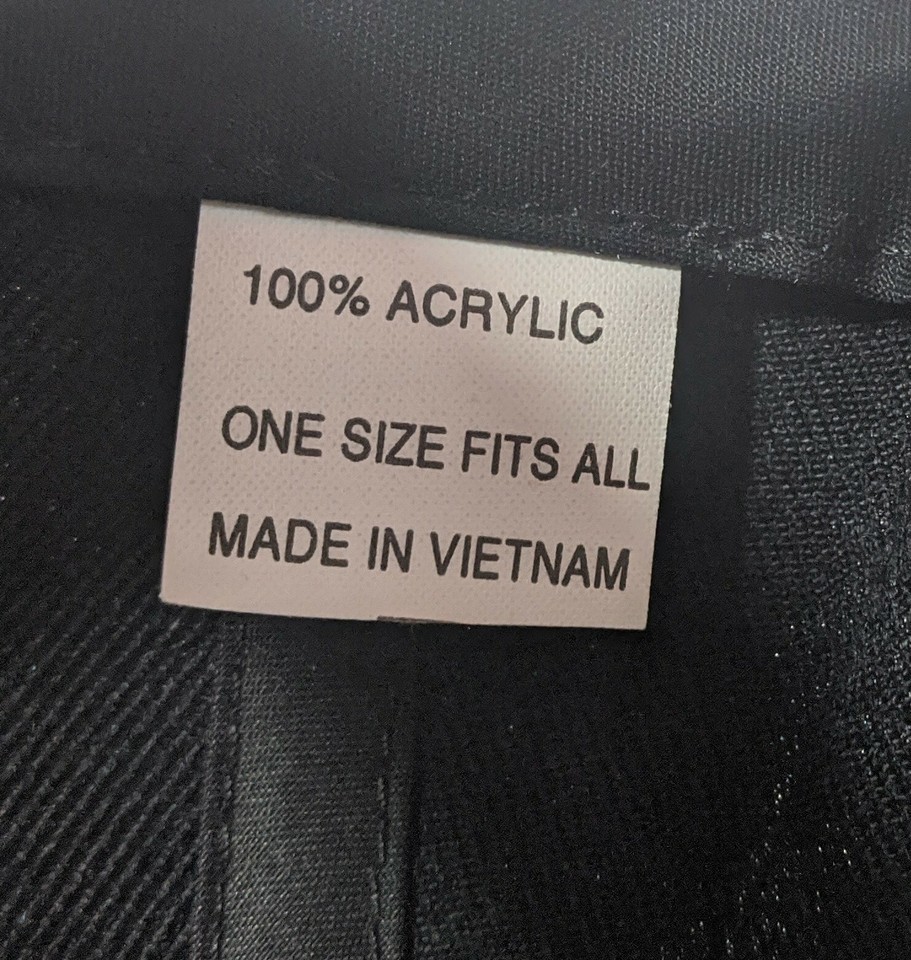 100% ACRYLIC
ONE SIZE FITS ALL
MADE IN VIETNAM